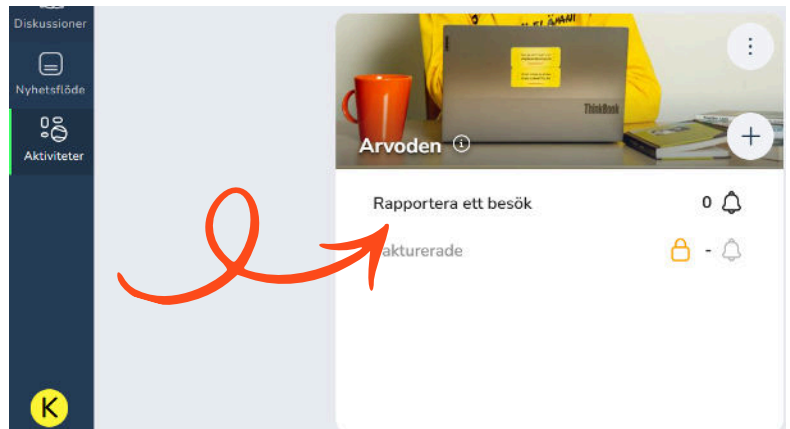 Diskussioner
Nyhetsflöde
Aktiviteter
K
ThinkBook
Arvoden
+
Rapportera ett besök 0
akturerade -